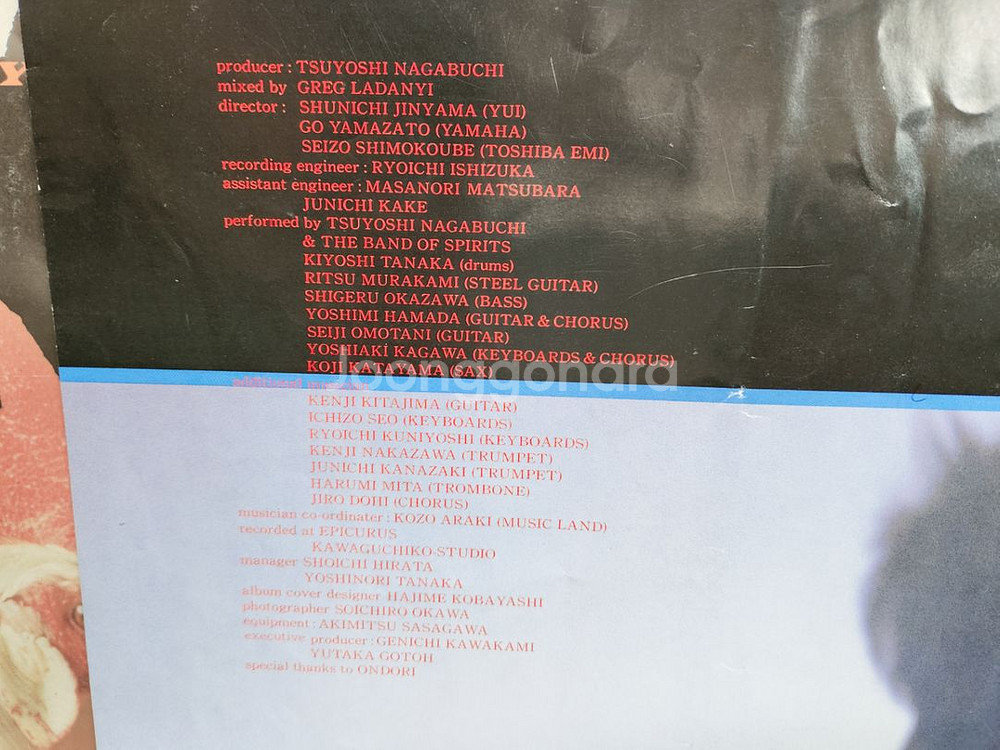 producer : TSUYOSHI NAGABUCHI
mixed by GREG LADANYI
director : SHUNICHI JINYAMA (YUI)
GO YAMAZATO (YAMAHA)
SEIZO SHIMOKOUBE (TOSHIBA EMI)
recording engineer : RYOICHI ISHIZUKA
assistant engineer : MASANORI MATSUBARA
JUNICHI KAKE
performed by TSUYOSHI NAGABUCHI
& THE BAND OF SPIRITS
KIYOSHI TANAKA (drums)
RITSU MURAKAMI (STEEL GUITAR)
SHIGERU OKAZAWA (BASS)
YOSHIMI HAMADA (GUITAR & CHORUS)
SEIJI OMOTANI (GUITAR)
YOSHIAKI KAGAWA (KEYBOARDS & CHORUS)
KOJI KATAYAMA (SAX)
Joonggonara
additional
KENJI KITAJIMA (GUITAR)
ICHIZO SEO (KEYBOARDS)
RYOICHI KUNIYOSHI (KEYBOARDS)
KENJI NAKAZAWA (TRUMPET)
JUNICHI KANAZAKI (TRUMPET)
HARUMI MITA (TROMBONE)
JIRO DOHI (CHORUS)
musician co-ordinater : KOZO ARAKI (MUSIC LAND)
recorded at EPICURUS
KAWAGUCHIKO-STUDIO
manager SHOICHI HIRATA
YOSHINORI TANAKA
album cover designer HAJIME KOBAYASHI
photographer SOICHIRO OKAWA
equipment : AKIMITSU SASAGAWA
executive producer : GENICHI KAWAKAMI
YUTAKA GOTOH
special thanks to ONDORI